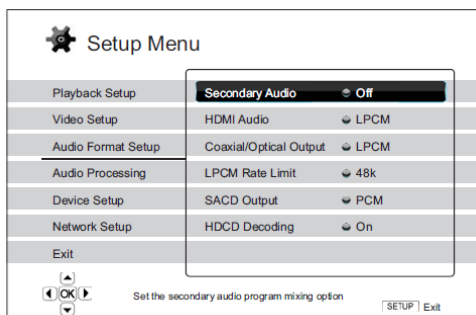 Setup Menu
Playback Setup
Video Setup
Audio Format Setup
Audio Processing
Device Setup
Network Setup
Exit
Secondary Audio Off
HDMI Audio LPCM
Coaxial/Optical Output LPCM
LPCM Rate Limit 48k
SACD Output PCM
HDCD Decoding On
OK
Set the secondary audio program mixing option
SETUP Exit